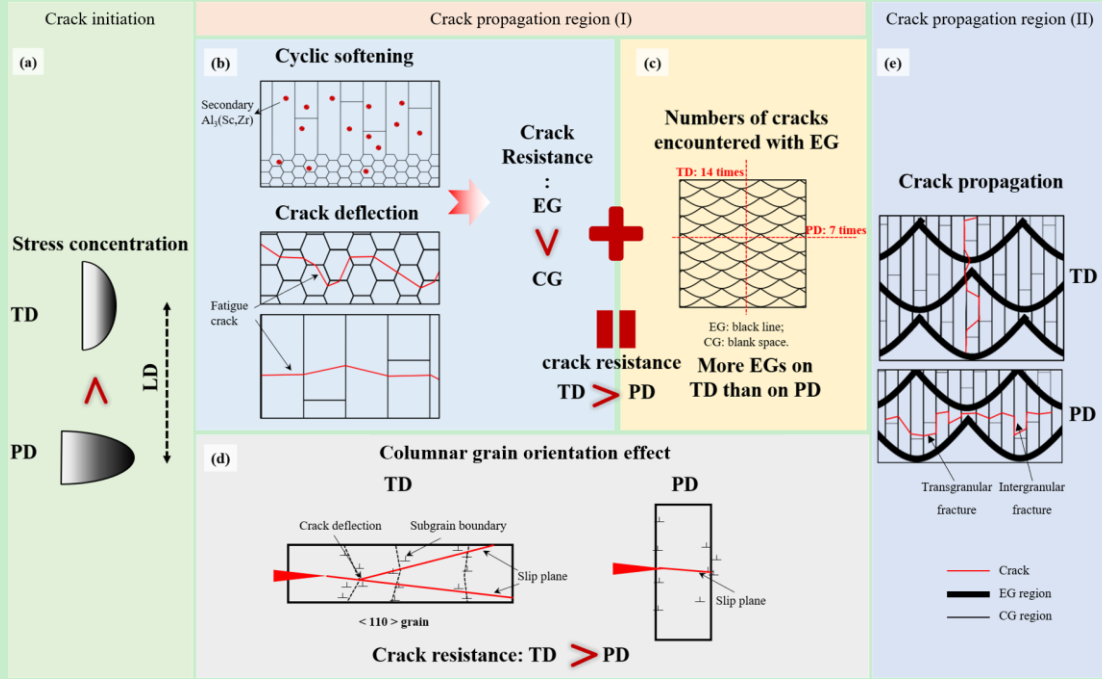 Crack initiation
Crack propagation region (I)
Crack propagation region (II)
(a)
Stress concentration
TD
PD
LD
(b)
Cyclic softening
Secondary
Al₃(Sc,Zr)
Crack deflection
Fatigue
crack
Crack
Resistance
:
EG
CG
(c)
Numbers of cracks
encountered with EG
TD: 14 times
PD: 7 times
EG: black line;
CG: blank space.
More EGs on
TD than on PD
crack resistance
TD > PD
(d)
Columnar grain orientation effect
TD
PD
Crack deflection
Subgrain boundary
Slip plane
< 110 > grain
Slip plane
Crack resistance: TD > PD
(e)
Crack propagation
TD
PD
Transgranular
fracture
Intergranular
fracture
Crack
EG region
CG region